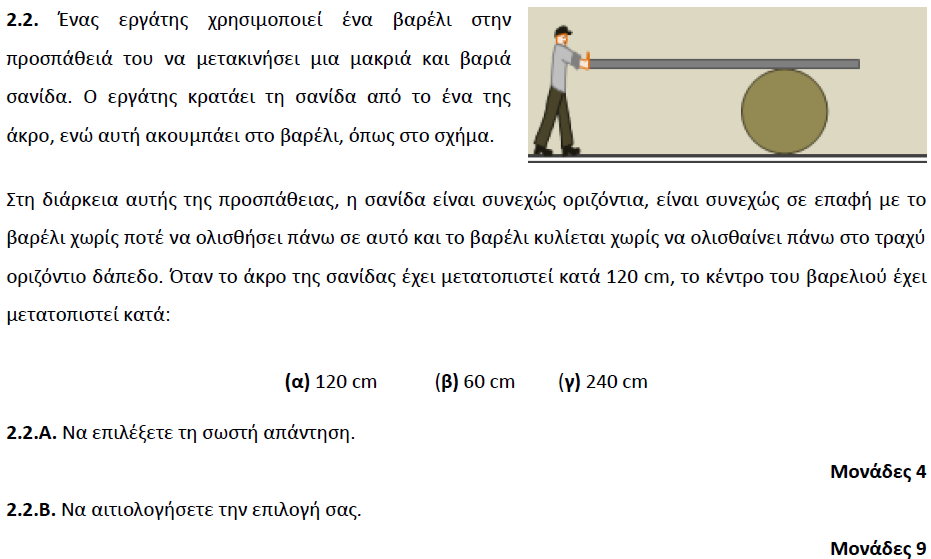 2.2. Ένας εργάτης χρησιμοποιεί ένα βαρέλι στην
προσπάθειά του να μετακινήσει μια μακριά και βαριά
σανίδα. Ο εργάτης κρατάει τη σανίδα από το ένα της
άκρο, ενώ αυτή ακουμπάει στο βαρέλι, όπως στο σχήμα.
Στη διάρκεια αυτής της προσπάθειας, η σανίδα είναι συνεχώς οριζόντια, είναι συνεχώς σε επαφή με το
βαρέλι χωρίς ποτέ να ολισθήσει πάνω σε αυτό και το βαρέλι κυλίεται χωρίς να ολισθαίνει πάνω στο τραχύ
οριζόντιο δάπεδο. Όταν το άκρο της σανίδας έχει μετατοπιστεί κατά 120 cm, το κέντρο του βαρελιού έχει
μετατοπιστεί κατά:
(α) 120 cm (β) 60 cm (γ) 240 cm
2.2.Α. Να επιλέξετε τη σωστή απάντηση.
Μονάδες 4
2.2.Β. Να αιτιολογήσετε την επιλογή σας.
Μονάδες 9